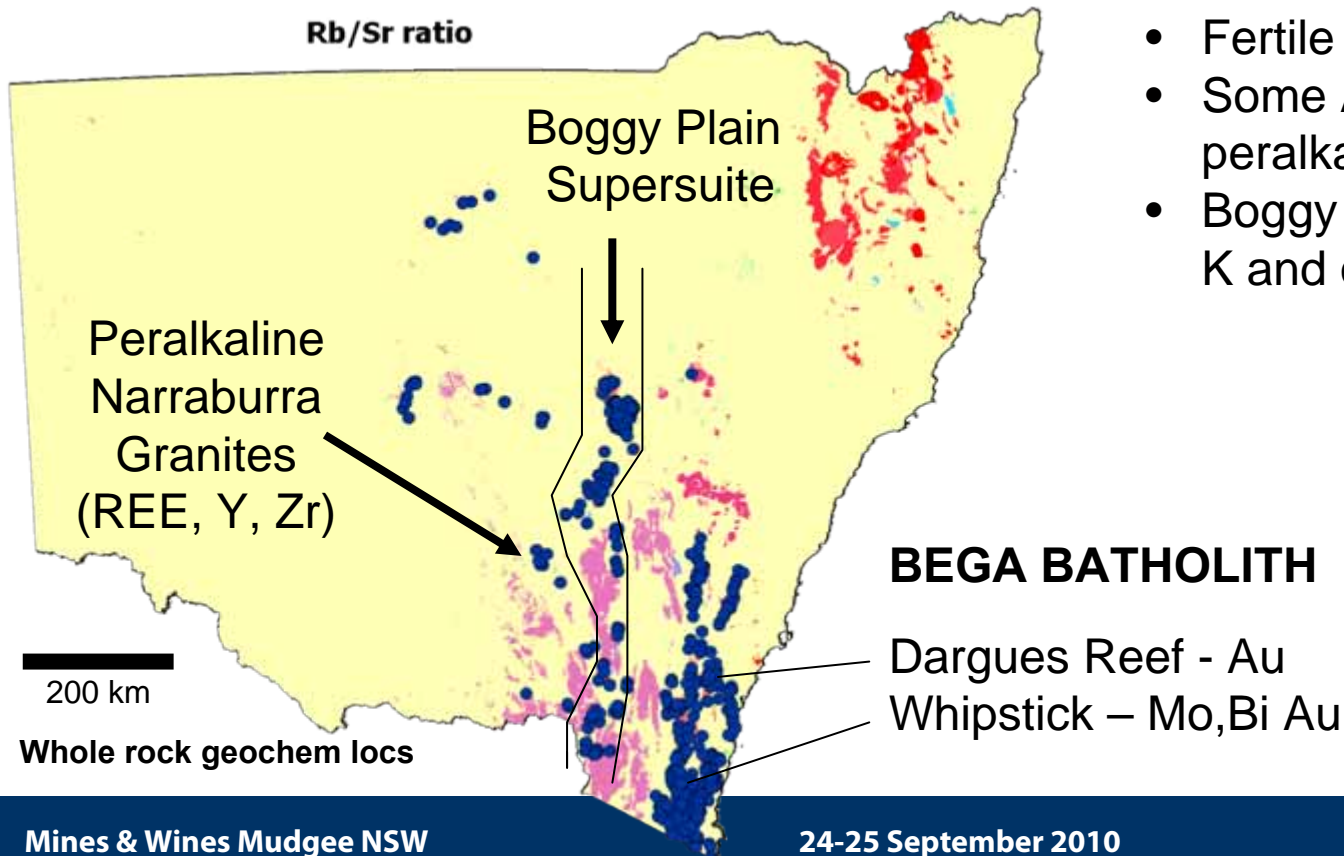 Rb/Sr ratio
Boggy Plain
Supersuite
Peralkaline
Narraburra
Granites
(REE, Y, Zr)
200 km
Whole rock geochem locs
BEGA BATHOLITH
Dargues Reef - Au
Whipstick – Mo,Bi Au
• Fertile
• Some
peralka
• Boggy
K and
Mines & Wines Mudgee NSW
24-25 September 2010